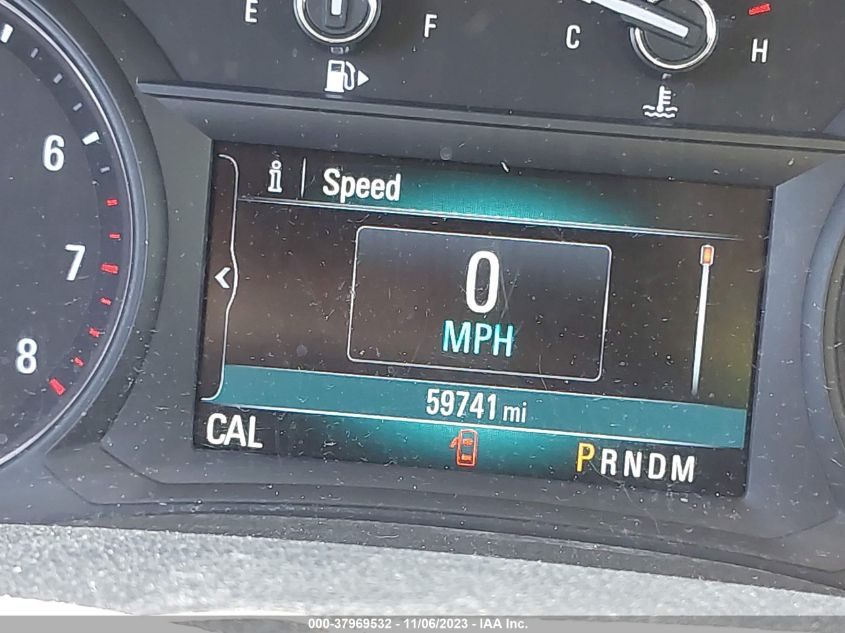 E F C H
6
7
8
i Speed
0
MPH
59741 mi
CAL PRNDM
000-37969532 - 11/06/2023 - IAA Inc.